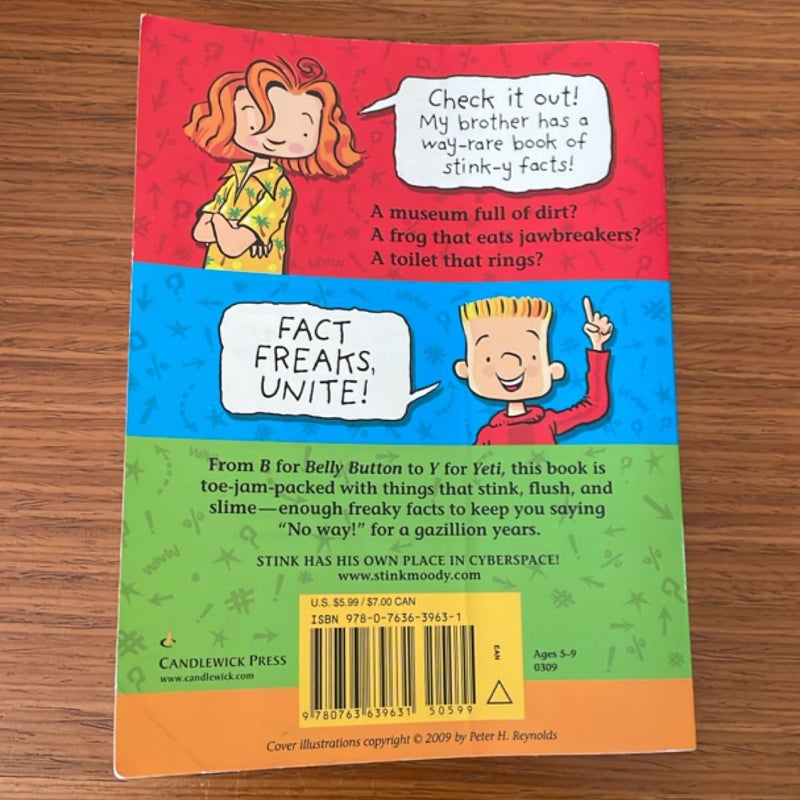 Check it out!
My brother has a
way-rare book of
stink-y facts!
A museum full of dirt?
A frog that eats jawbreakers?
A toilet that rings?
FACT
FREAKS,
UNITE!
From B for Belly Button to Y for Yeti, this book is
toe-jam-packed with things that stink, flush, and
slime—enough freaky facts to keep you saying
“No way!” for a gazillion years.
STINK HAS HIS OWN PLACE IN CYBERSPACE!
www.stinkmoody.com
U.S. $5.99 / $7.00 CAN
ISBN 978-0-7636-3963-1
EAN
9 780763 639631
50599
CANDLEWICK PRESS
www.candlewick.com
Ages 5–9
0309
Cover illustrations copyright © 2009 by Peter H. Reynolds